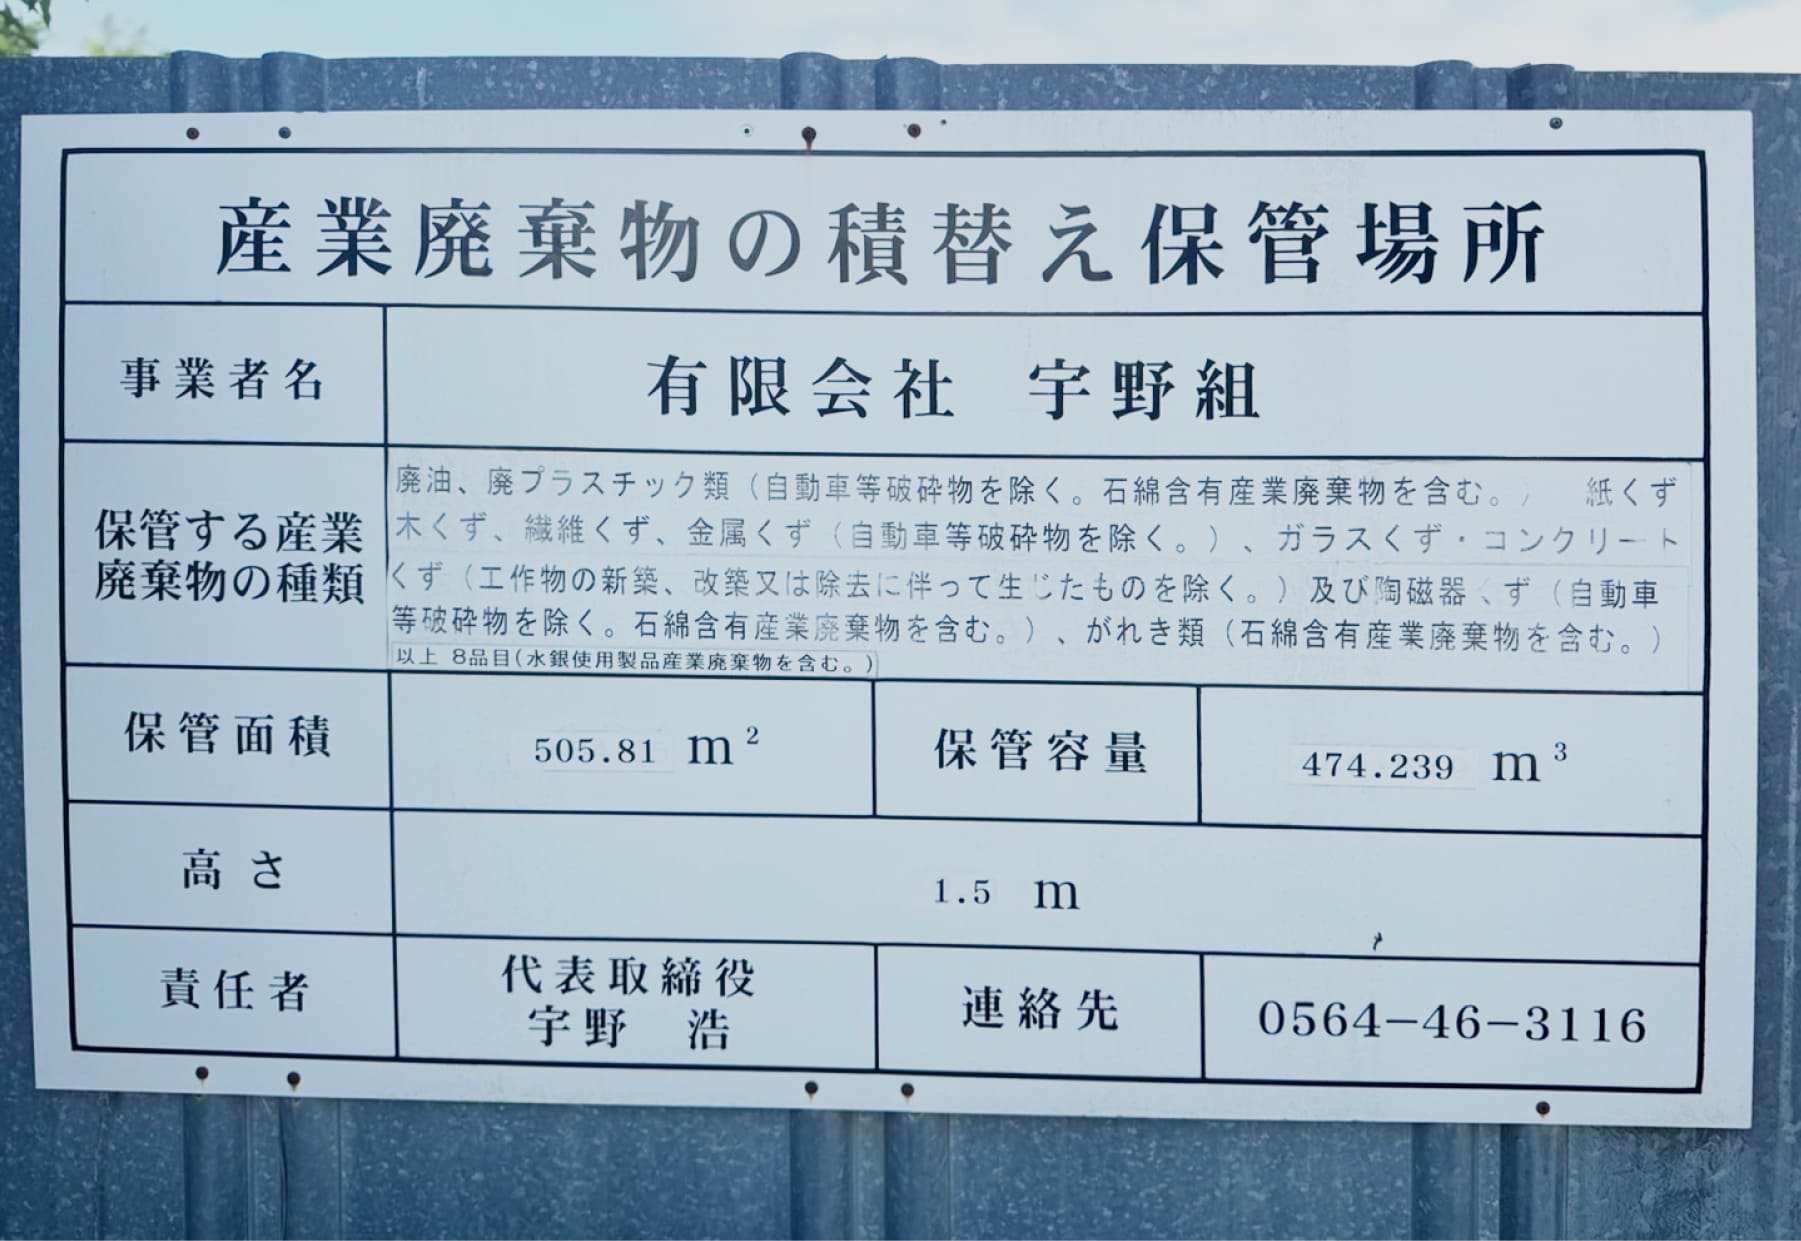 産業廃棄物の積替え保管場所
事業者名
有限会社 宇野組
保管する産業
廃棄物の種類
廃油、廃プラスチック類（自動車等破砕物を除く。石綿含有産業廃棄物を含む。） 紙くず
木くず、繊維くず、金属くず（自動車等破砕物を除く。）、ガラスくず・コンクリート
くず（工作物の新築、改築又は除去に伴って生じたものを除く。）及び陶磁器くず（自動車
等破砕物を除く。石綿含有産業廃棄物を含む。）、がれき類（石綿含有産業廃棄物を含む。）
以上 8品目(水銀使用製品産業廃棄物を含む。)
保管面積
505.81 m²
保管容量
474.239 m³
高さ
1.5 m
責任者
代表取締役
宇野 浩
連絡先
0564-46-3116